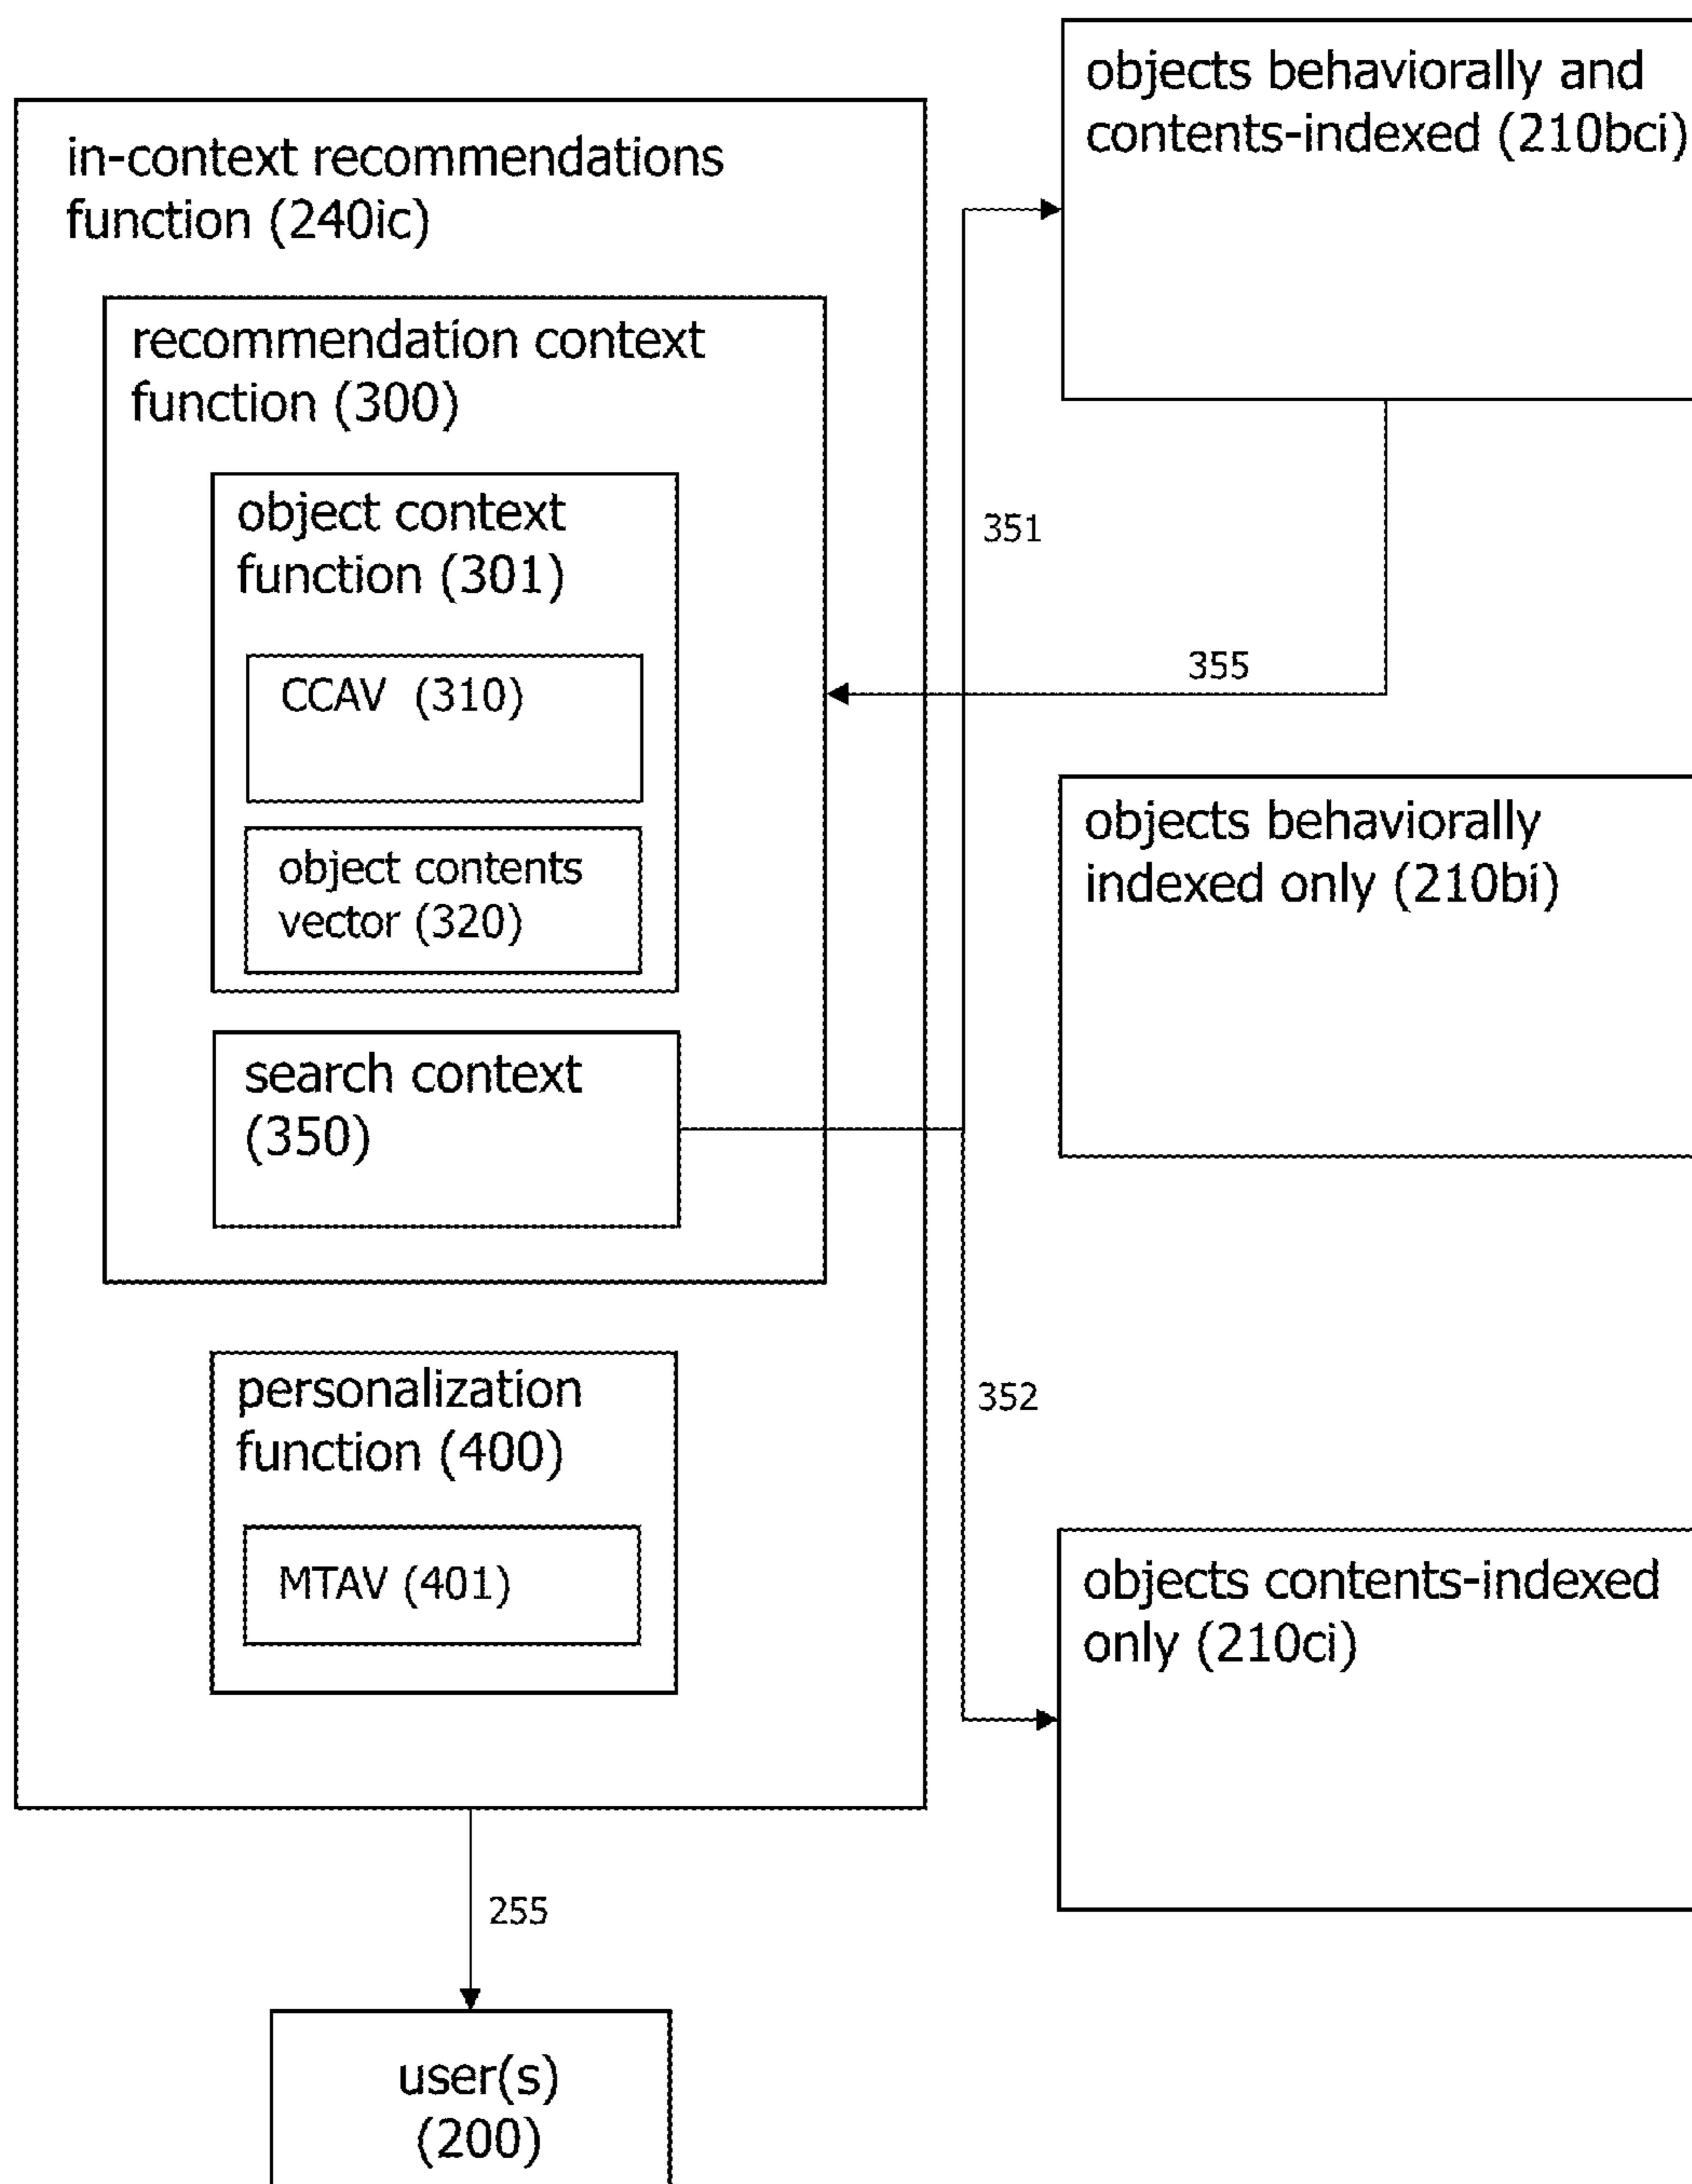 in-context recommendations
function (240ic)
recommendation context
function (300)
object context
function (301)
CCAV (310)
object contents
vector (320)
search context
(350)
personalization
function (400)
MTAV (401)
255
user(s)
(200)
351
355
352
objects behaviorally and
contents-indexed (210bci)
objects behaviorally
indexed only (210bi)
objects contents-indexed
only (210ci)